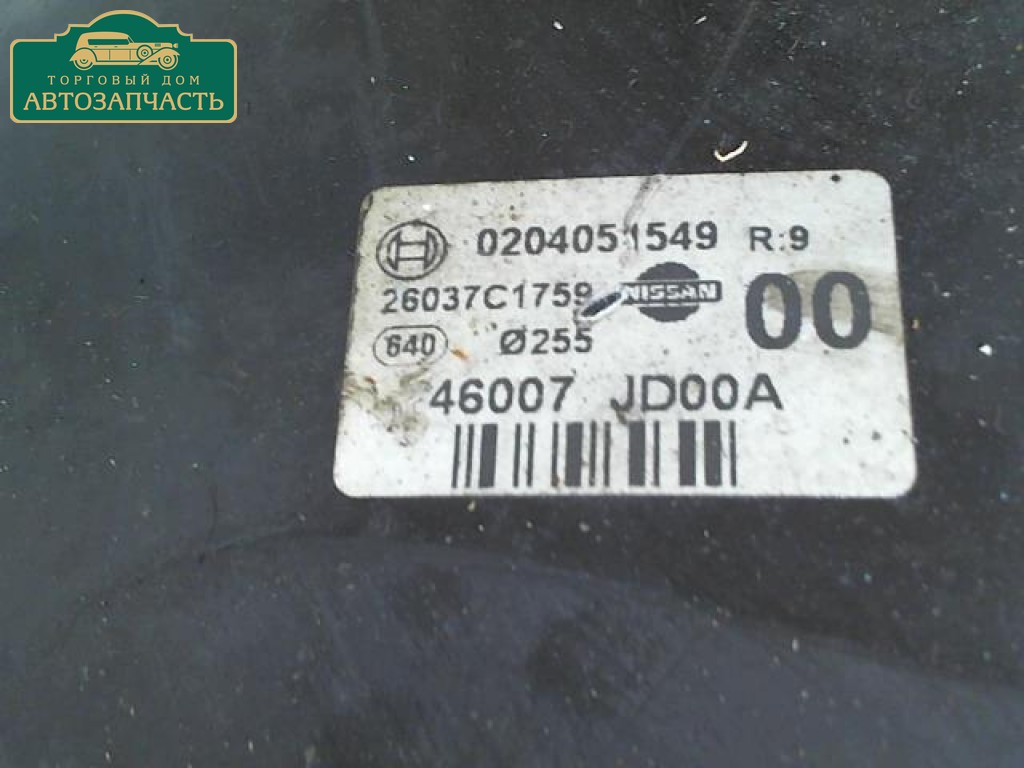 ТОРГОВЫЙ ДОМ
АВТОЗАПЧАСТЬ
0204051549 R:9
26037C1759 NISSAN 00
640 Ø255
46007 JD00A